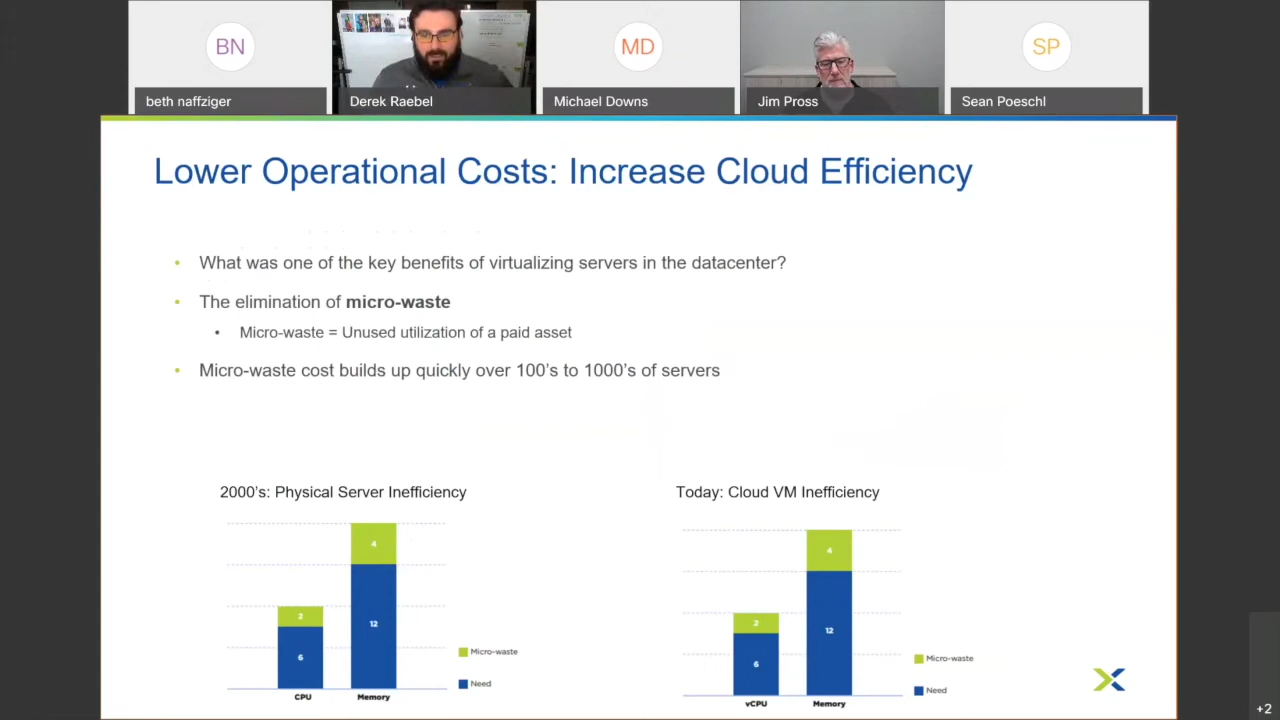 BN
MD
SP
beth naffziger
Derek Raebel
Michael Downs
Jim Pross
Sean Poeschl
Lower Operational Costs: Increase Cloud Efficiency
• What was one of the key benefits of virtualizing servers in the datacenter?
• The elimination of micro-waste
• Micro-waste = Unused utilization of a paid asset
• Micro-waste cost builds up quickly over 100's to 1000's of servers
2000's: Physical Server Inefficiency
4
2
12
6
Micro-waste
Need
CPU
Memory
Today: Cloud VM Inefficiency
4
2
12
6
Micro-waste
Need
vCPU
Memory
+2